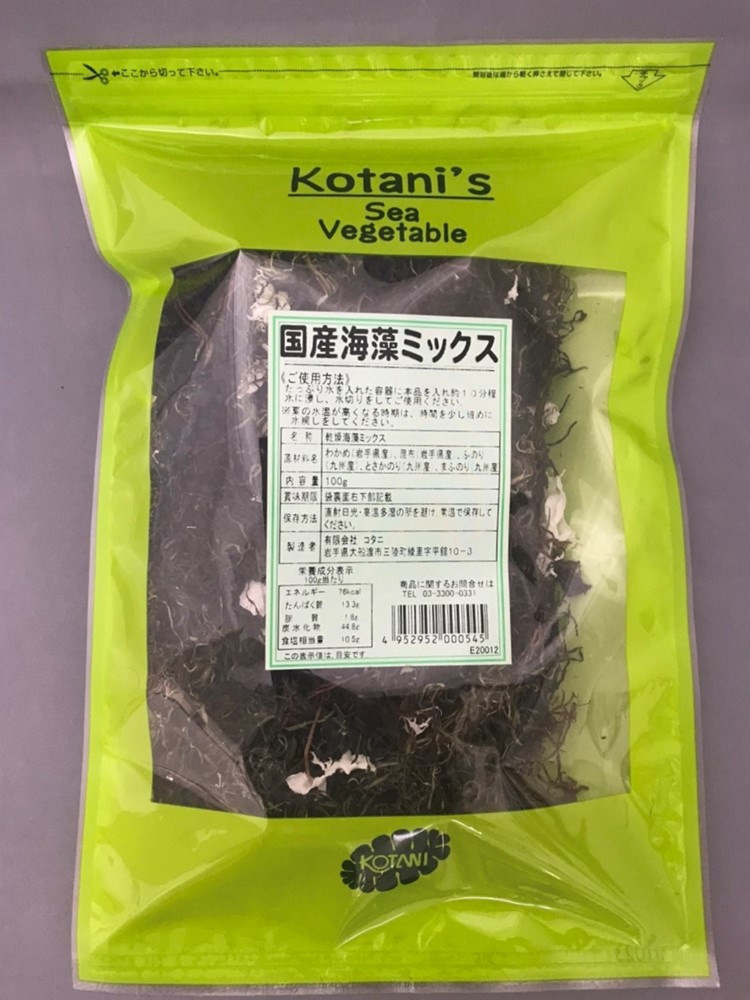 ←ここから切って下さい。
開封後は端から軽く押さえて閉じて下さい。
Kotani's
Sea
Vegetable
国産海藻ミックス
《ご使用方法》
たっぷり水を入れた容器に本品を入れ約10分程
水に浸し、水切りをしてご使用ください。
※夏の水温が高くなる時期は、時間を少し短めに
水戻しをしてください。
名称 乾燥海藻ミックス
原材料名 わかめ(岩手県産)、昆布(岩手県産)、ふのり
(九州産)、とさかのり(九州産)、まふのり(九州産
内容量 100g
賞味期限 袋裏面右下部記載
保存方法 直射日光・高温多湿の所を避け、常温で保存して
ください。
製造者 有限会社 コタニ
岩手県大船渡市三陸町綾里字平館10-3
栄養成分表示
100g当たり
エネルギー 76kcal
たんぱく質 13.3g
脂質 1.8g
炭水化物 44.8g
食塩相当量 10.5g
この表示値は、目安です
商品に関するお問合せは
TEL 03-3300-0331
4 952952 000545
E20012
KOTANI